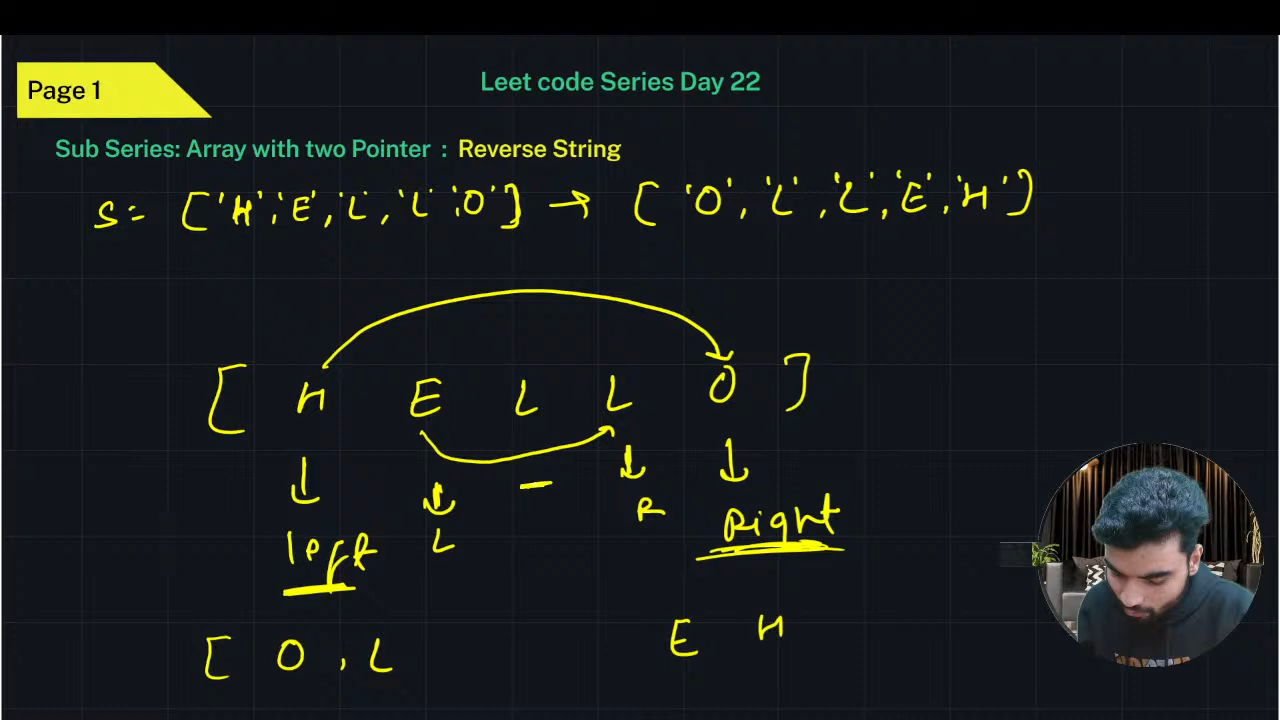 Leet code Series Day 22
Page 1
Sub Series: Array with two Pointer : Reverse String
S= ['H','E','L','L','O'] → ['O','L','L','E','H']
[ H E L L O ]
left L – R Right
[ O , L E H